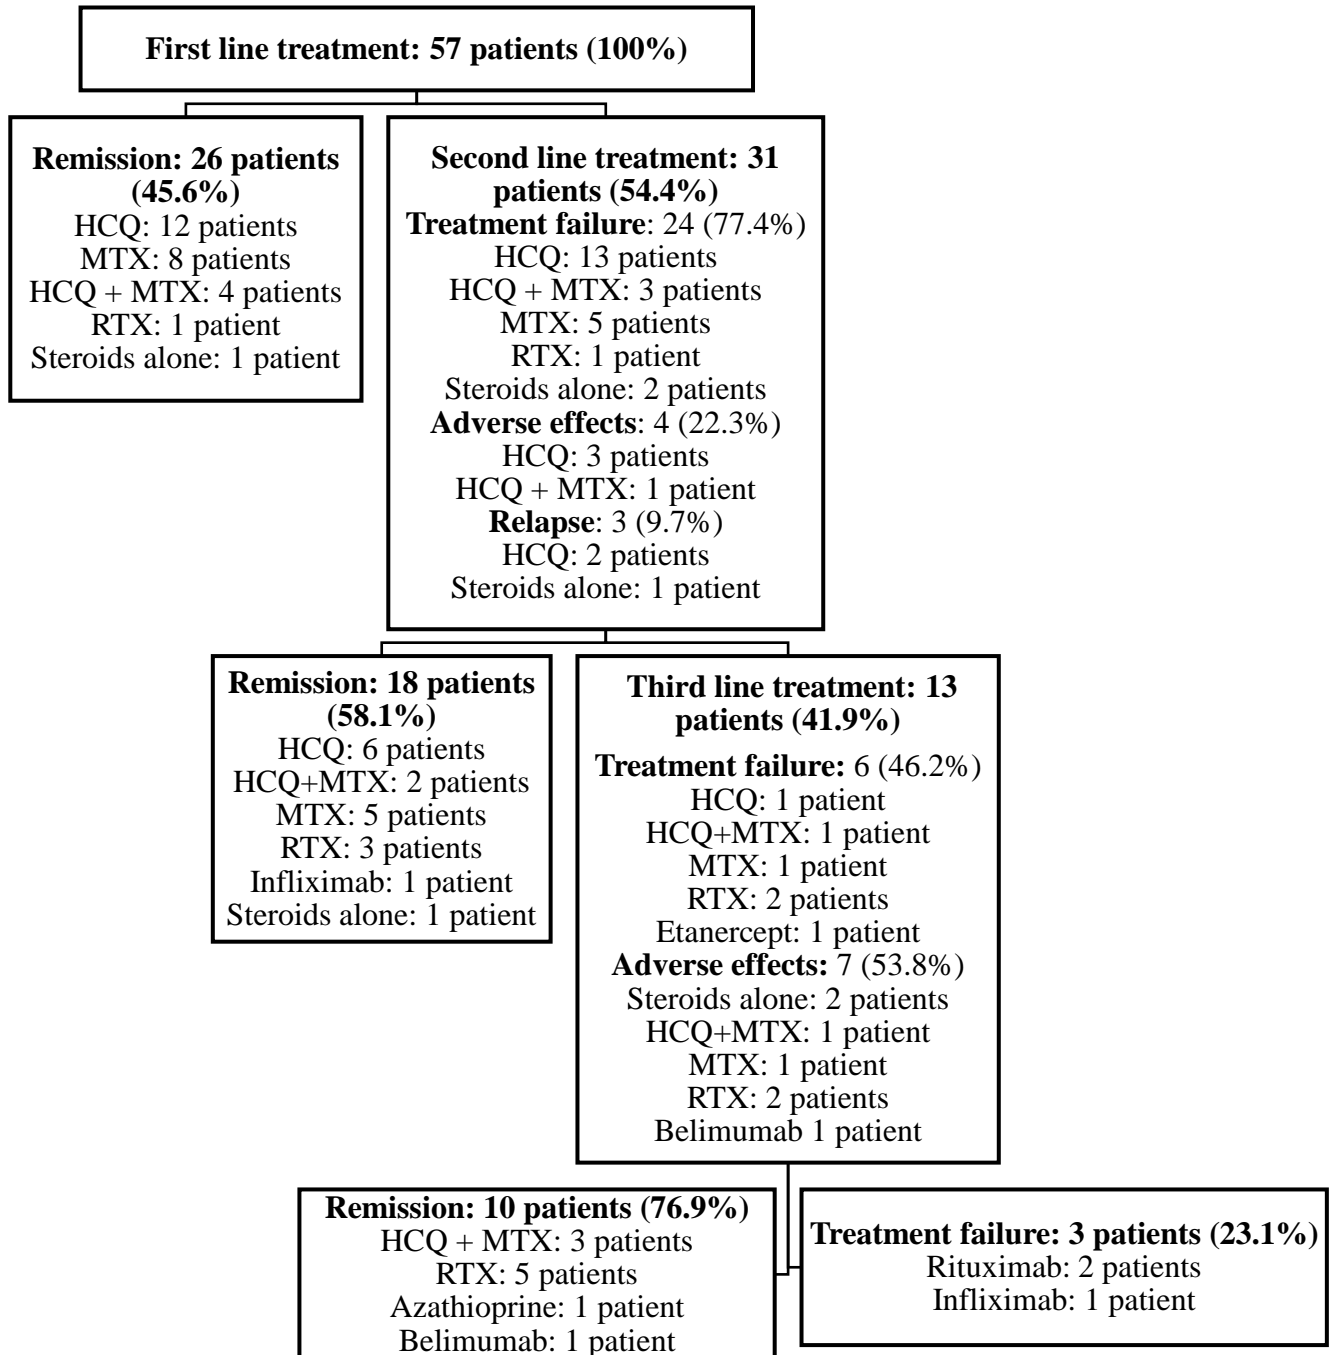 First line treatment: 57 patients (100%)
Remission: 26 patients
(45.6%)
HCQ: 12 patients
MTX: 8 patients
HCQ + MTX: 4 patients
RTX: 1 patient
Steroids alone: 1 patient
Second line treatment: 31
patients (54.4%)
Treatment failure: 24 (77.4%)
HCQ: 13 patients
HCQ + MTX: 3 patients
MTX: 5 patients
RTX: 1 patient
Steroids alone: 2 patients
Adverse effects: 4 (22.3%)
HCQ: 3 patients
HCQ + MTX: 1 patient
Relapse: 3 (9.7%)
HCQ: 2 patients
Steroids alone: 1 patient
Remission: 18 patients
(58.1%)
HCQ: 6 patients
HCQ+MTX: 2 patients
MTX: 5 patients
RTX: 3 patients
Infliximab: 1 patient
Steroids alone: 1 patient
Third line treatment: 13
patients (41.9%)
Treatment failure: 6 (46.2%)
HCQ: 1 patient
HCQ+MTX: 1 patient
MTX: 1 patient
RTX: 2 patients
Etanercept: 1 patient
Adverse effects: 7 (53.8%)
Steroids alone: 2 patients
HCQ+MTX: 1 patient
MTX: 1 patient
RTX: 2 patients
Belimumab 1 patient
Remission: 10 patients (76.9%)
HCQ + MTX: 3 patients
RTX: 5 patients
Azathioprine: 1 patient
Belimumab: 1 patient
Treatment failure: 3 patients (23.1%)
Rituximab: 2 patients
Infliximab: 1 patient